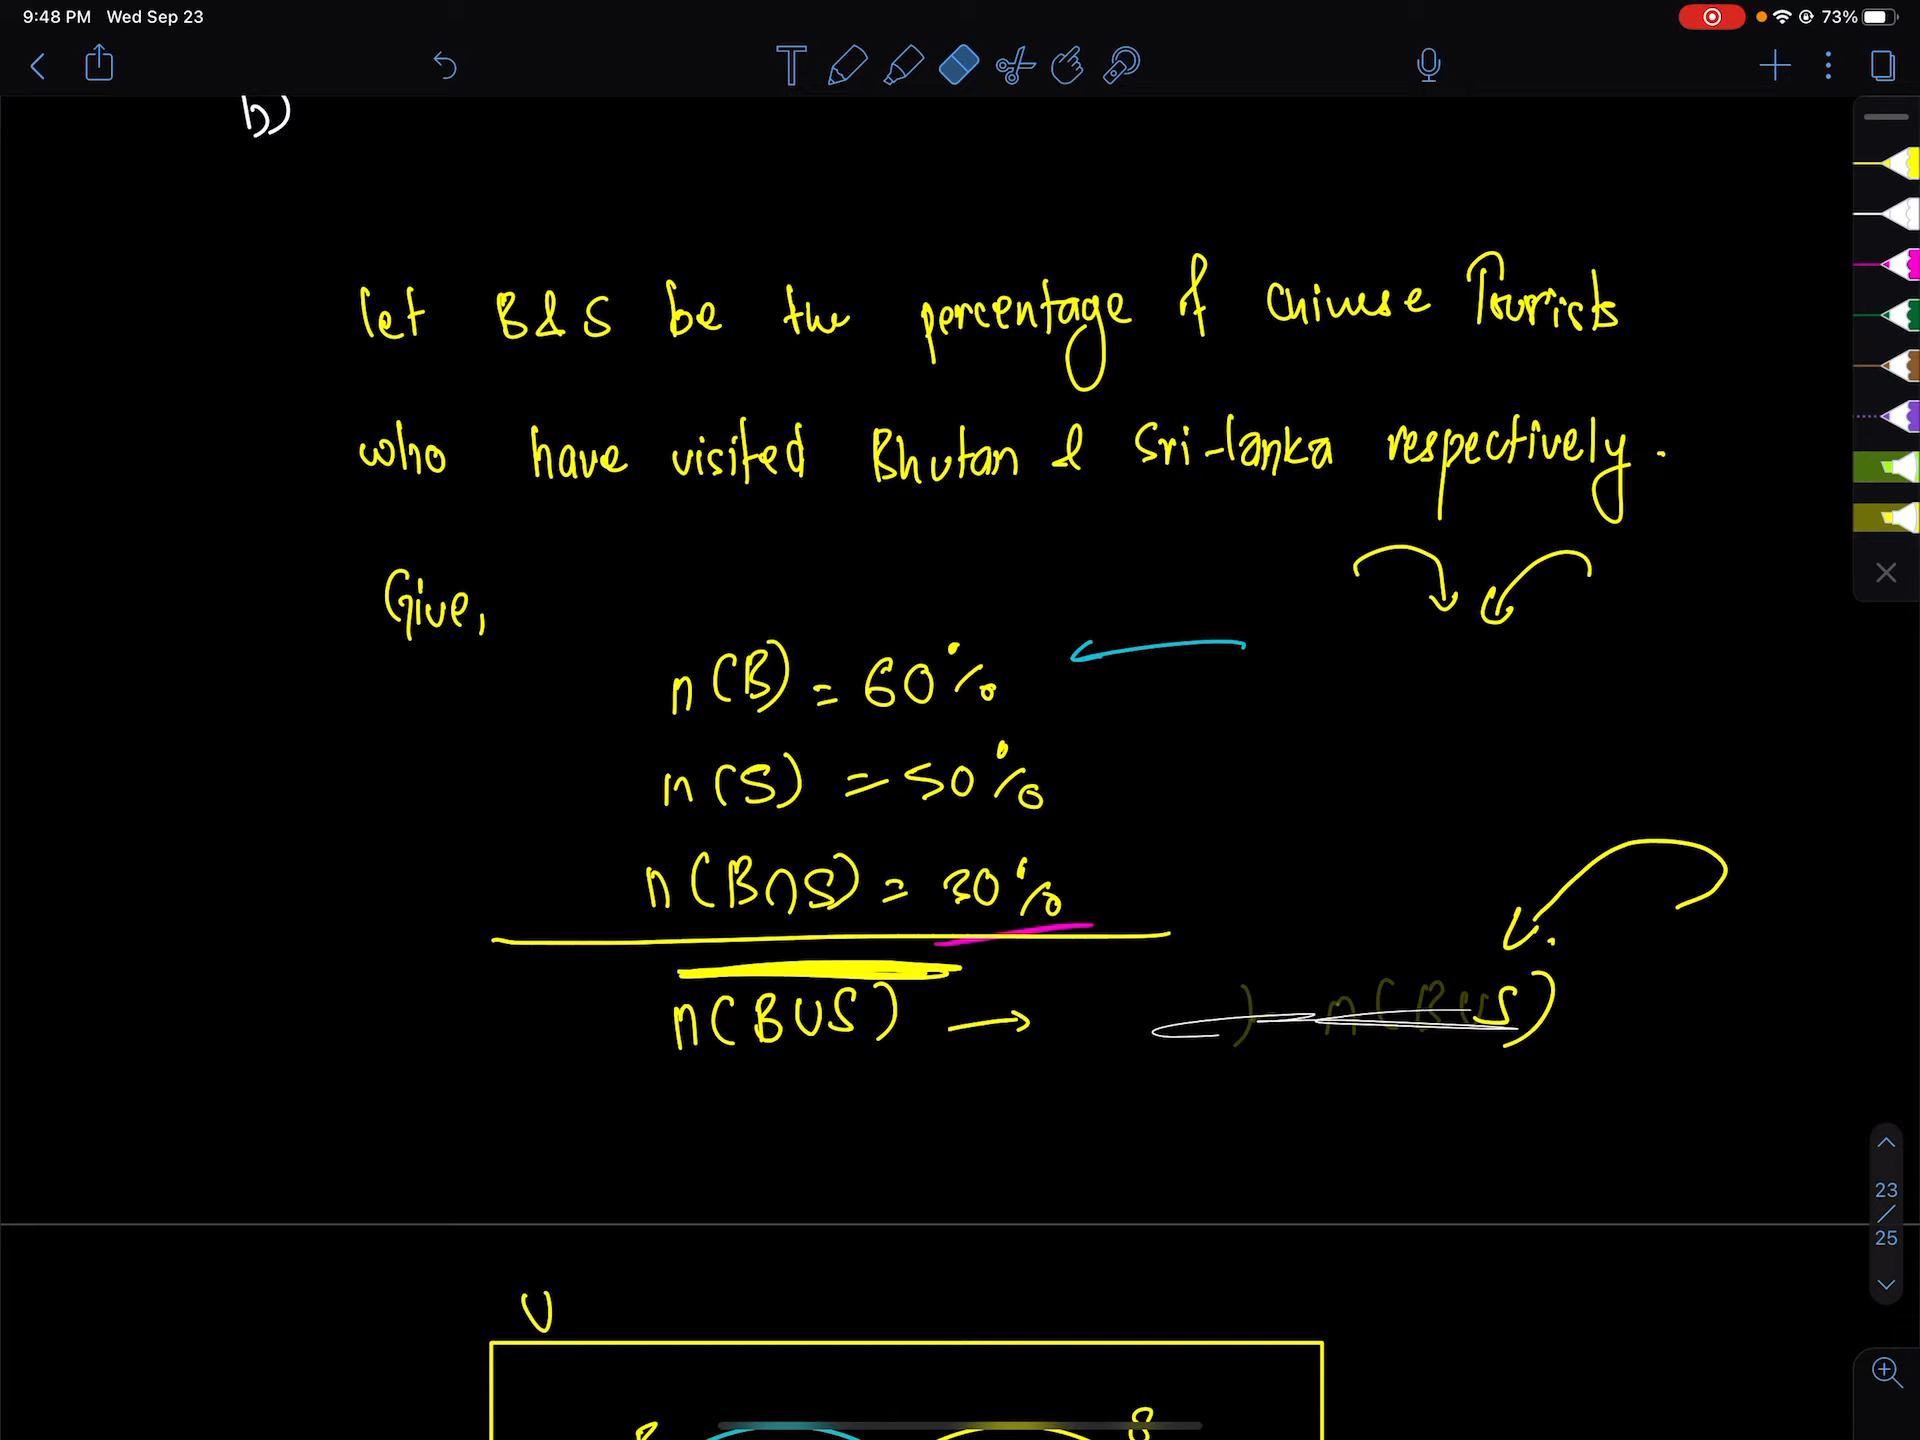 9:48 PM Wed Sep 23 73%
T
b)
let B & S be the percentage of Chinese Tourists
who have visited Bhutan & Sri-lanka respectively.
Give,
n(B) = 60%
n(S) = 50%
n(B∩S) = 30%
n(B∪S) → ) n(B∪S)
23
/
25
U
B S